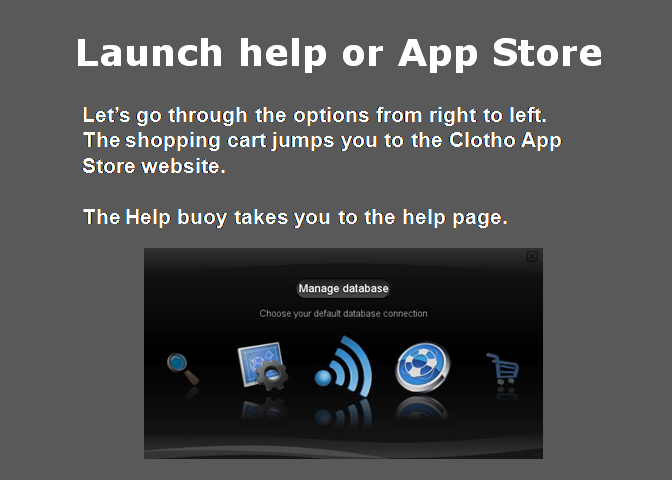 Launch help or App Store
Let’s go through the options from right to left.
The shopping cart jumps you to the Clotho App
Store website.
The Help buoy takes you to the help page.
Manage database
Choose your default database connection